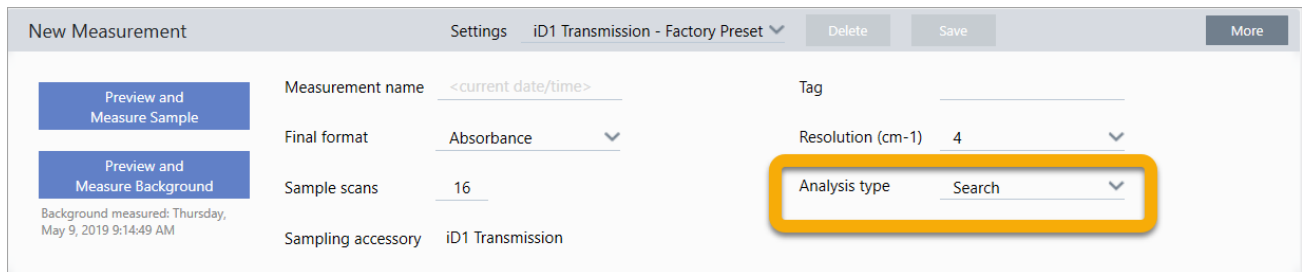 New Measurement
Settings iD1 Transmission - Factory Preset Delete Save More
Preview and
Measure Sample
Measurement name <current date/time> Tag
Final format Absorbance Resolution (cm-1) 4
Preview and
Measure Background
Sample scans 16 Analysis type Search
Background measured: Thursday,
May 9, 2019 9:14:49 AM
Sampling accessory iD1 Transmission